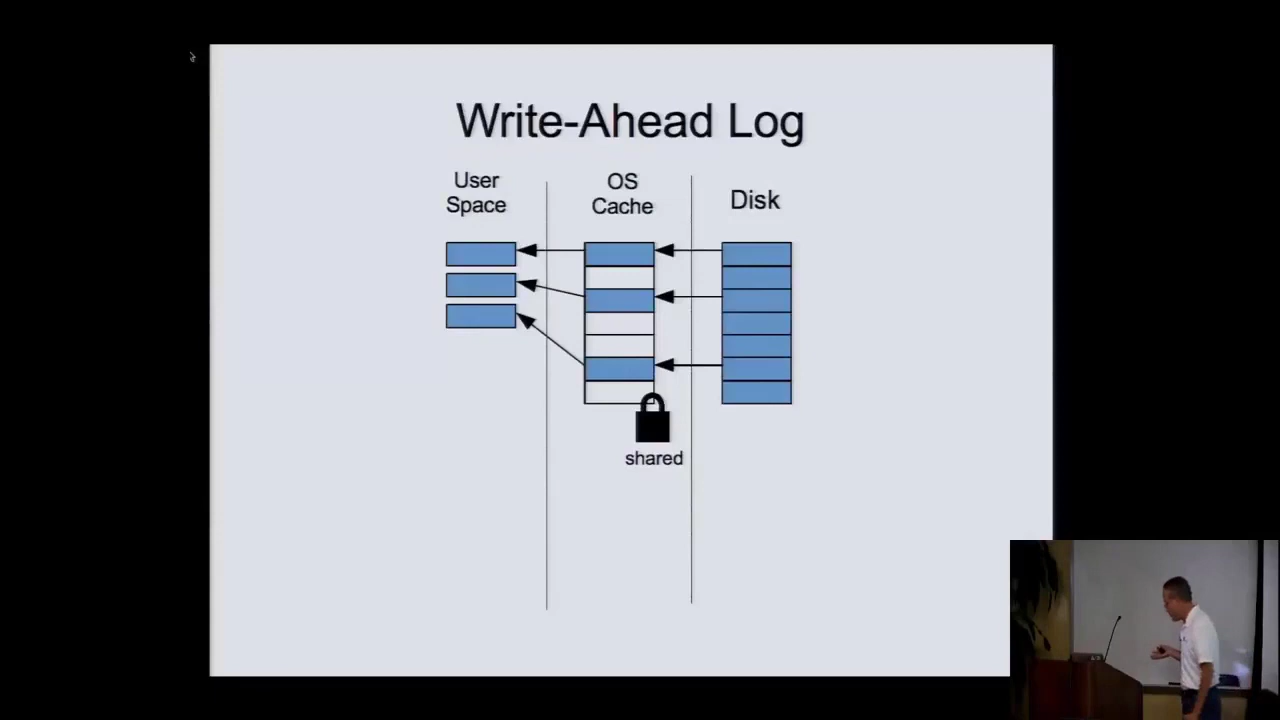 Write-Ahead Log
User
Space
OS
Cache
Disk
shared